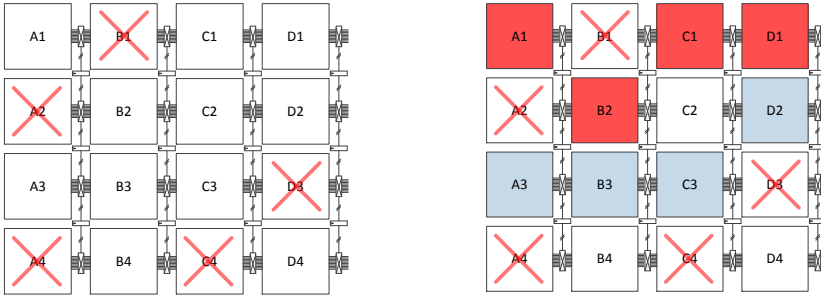 A1 B1 C1 D1
A2 B2 C2 D2
A3 B3 C3 D3
A4 B4 C4 D4
A1 B1 C1 D1
A2 B2 C2 D2
A3 B3 C3 D3
A4 B4 C4 D4